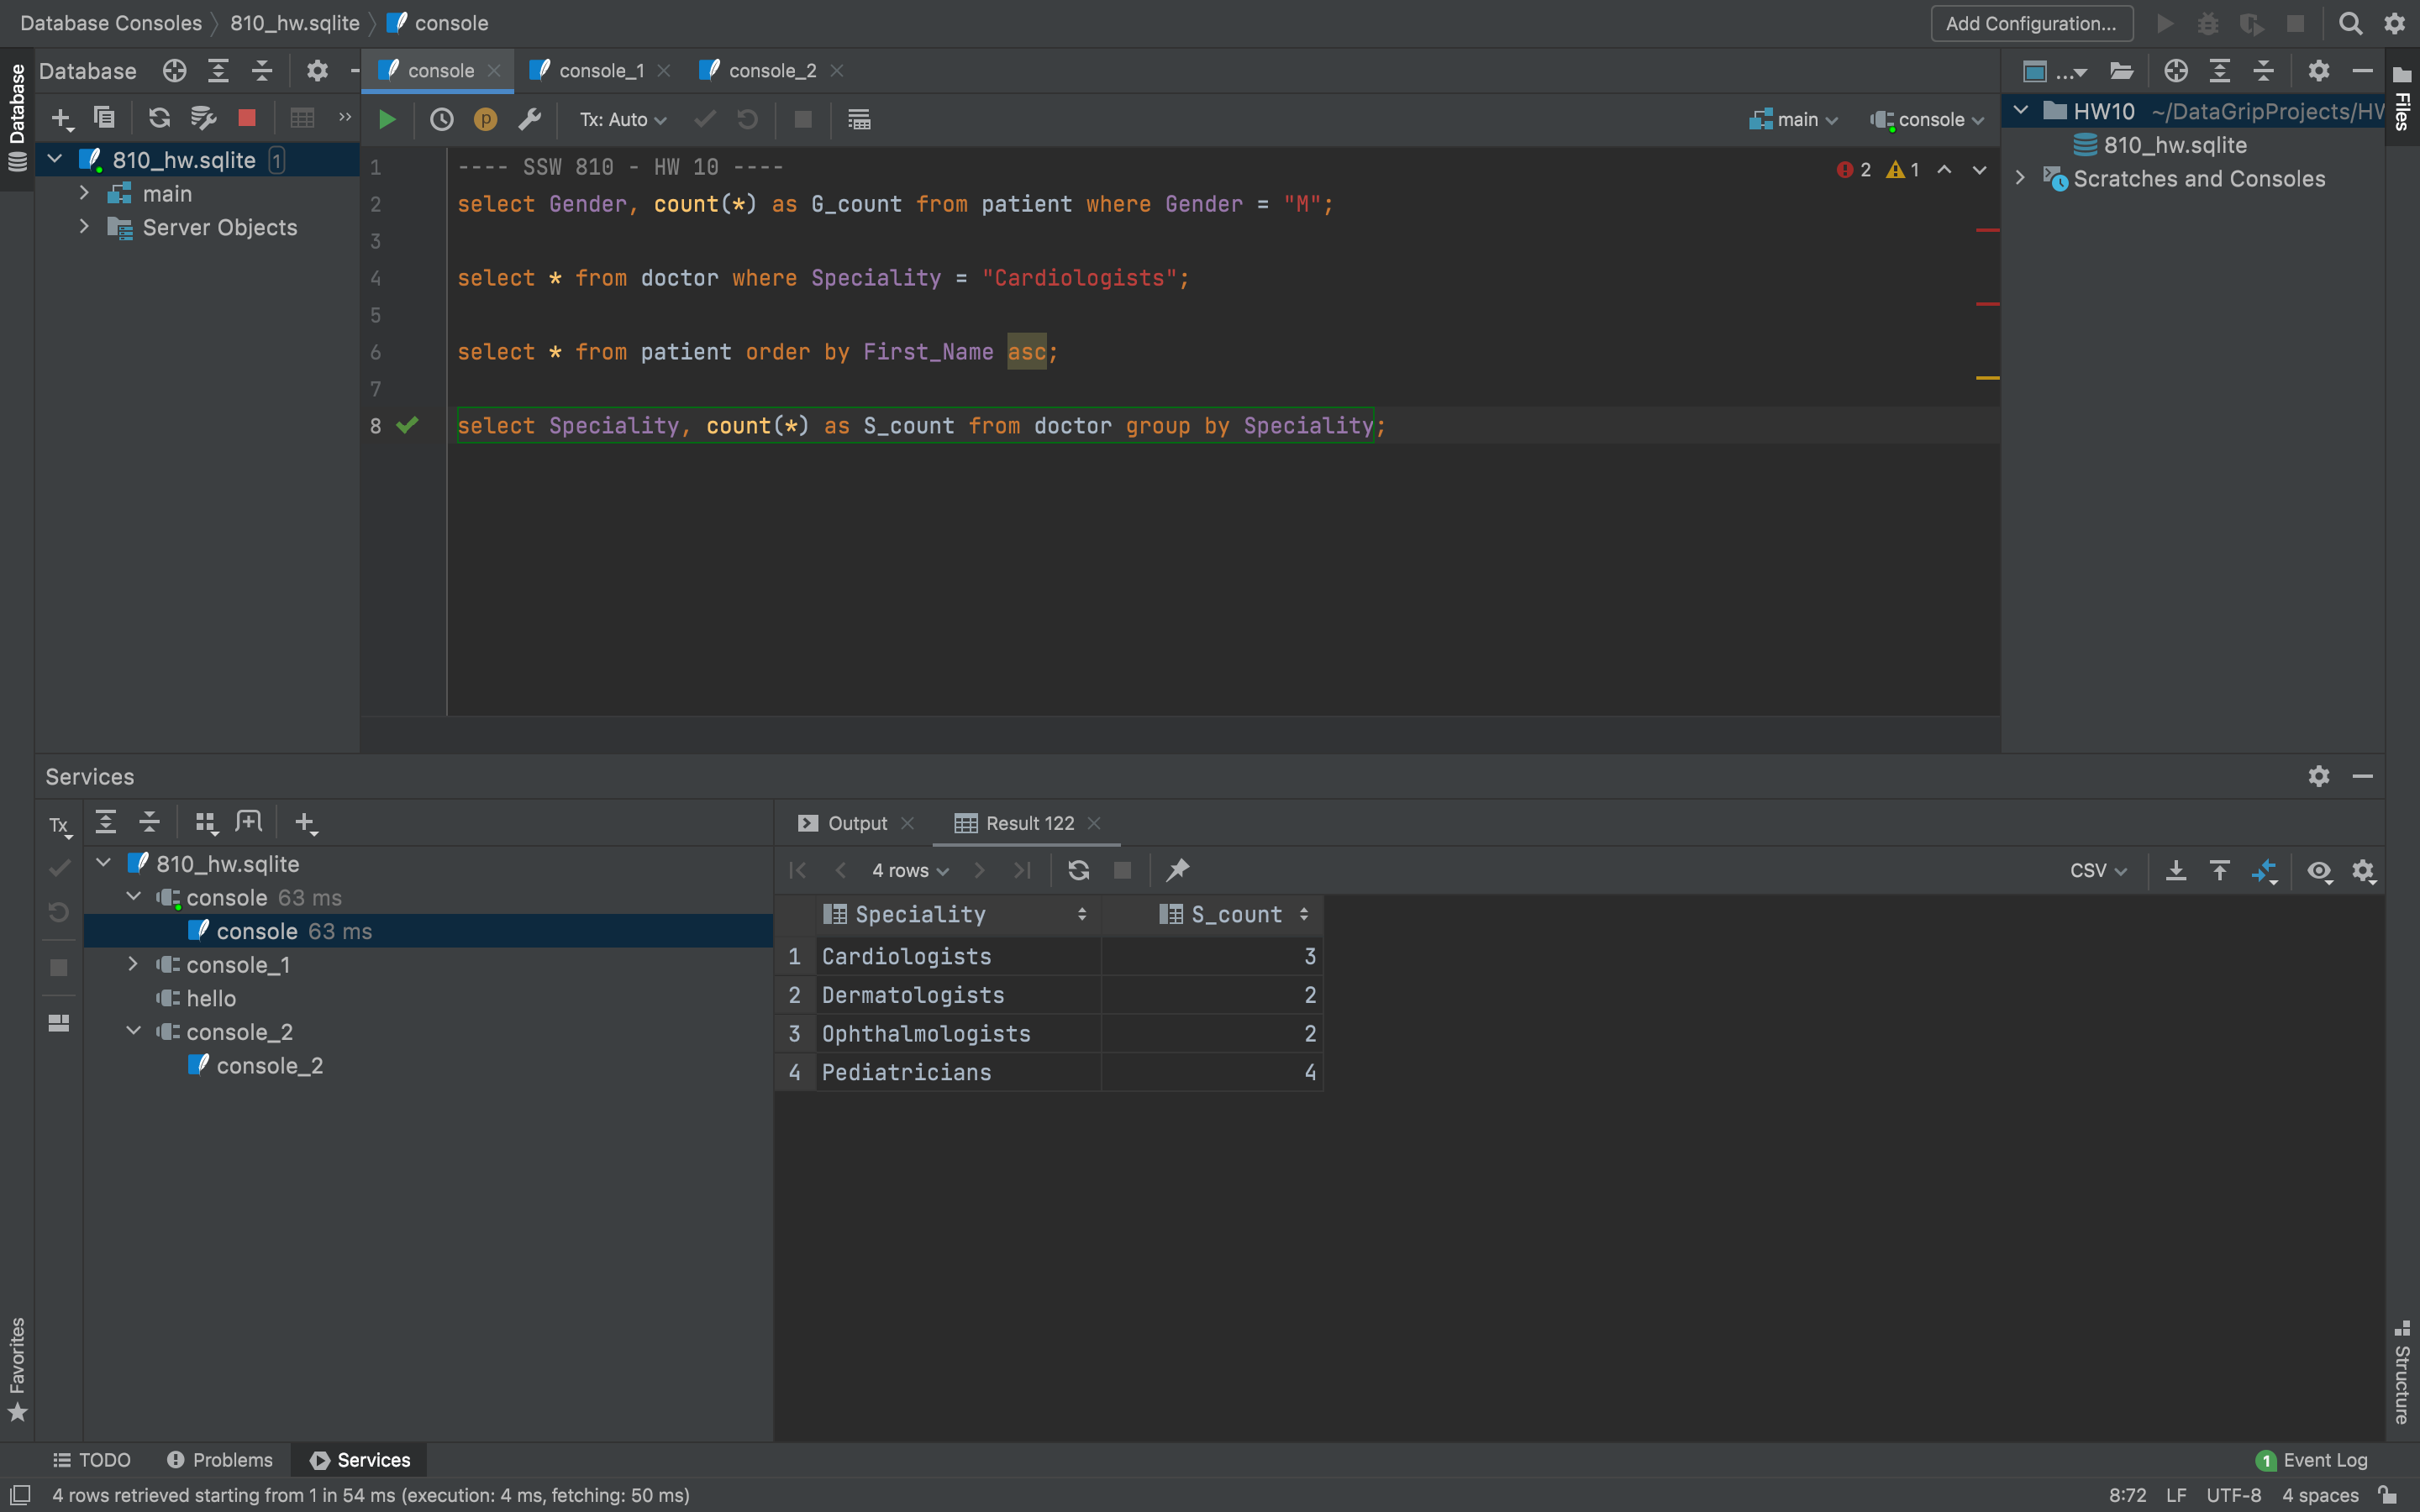 Database Consoles 810_hw.sqlite console
Add Configuration...
Database
Database
console
console_1
console_2
Tx: Auto
main
console
810_hw.sqlite 1
main
Server Objects
1 ---- SSW 810 - HW 10 ----
2 select Gender, count(*) as G_count from patient where Gender = "M";
3
4 select * from doctor where Speciality = "Cardiologists";
5
6 select * from patient order by First_Name asc;
7
8 select Speciality, count(*) as S_count from doctor group by Speciality;
2 1
...
HW10 ~/DataGripProjects/HW
810_hw.sqlite
Scratches and Consoles
Files
Services
Tx
810_hw.sqlite
console 63 ms
console 63 ms
console_1
hello
console_2
console_2
Output
Result 122
4 rows
CSV
Speciality S_count
1 Cardiologists 3
2 Dermatologists 2
3 Ophthalmologists 2
4 Pediatricians 4
Favorites
Structure
TODO
Problems
Services
1 Event Log
4 rows retrieved starting from 1 in 54 ms (execution: 4 ms, fetching: 50 ms)
8:72 LF UTF-8 4 spaces